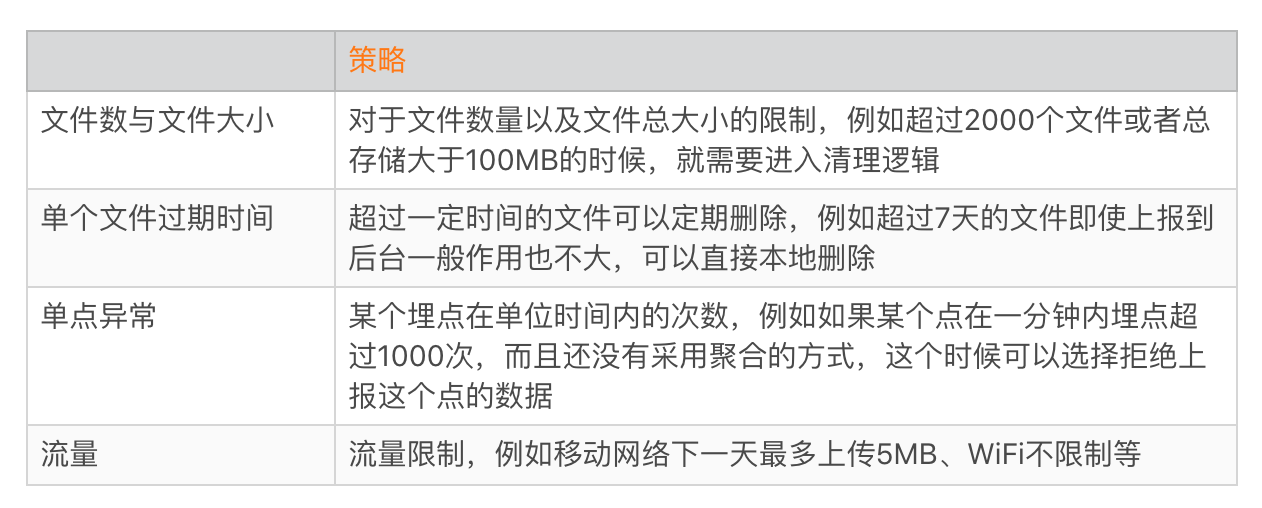 策略
文件数与文件大小
对于文件数量以及文件总大小的限制，例如超过2000个文件或者总
存储大于100MB的时候，就需要进入清理逻辑
单个文件过期时间
超过一定时间的文件可以定期删除，例如超过7天的文件即使上报到
后台一般作用也不大，可以直接本地删除
单点异常
某个埋点在单位时间内的次数，例如如果某个点在一分钟内埋点超
过1000次，而且还没有采用聚合的方式，这个时候可以选择拒绝上
报这个点的数据
流量
流量限制，例如移动网络下一天最多上传5MB、WiFi不限制等